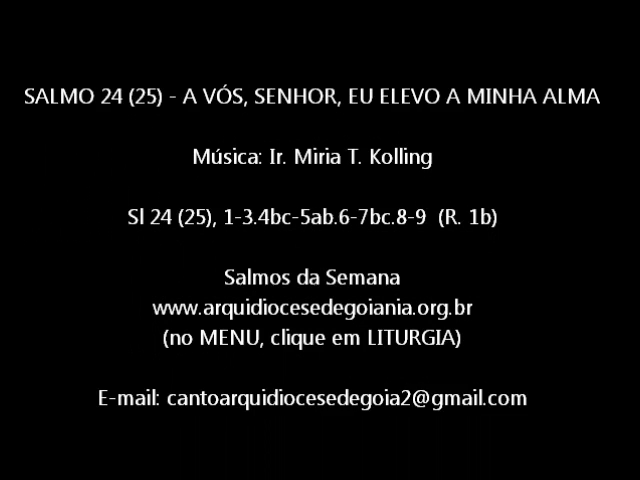 SALMO 24 (25) - A VÓS, SENHOR, EU ELEVO A MINHA ALMA
Música: Ir. Miria T. Kolling
Sl 24 (25), 1-3.4bc-5ab.6-7bc.8-9 (R. 1b)
Salmos da Semana
www.arquidiocesedegoiania.org.br
(no MENU, clique em LITURGIA)
E-mail: cantoarquidiocesedegoia2@gmail.com